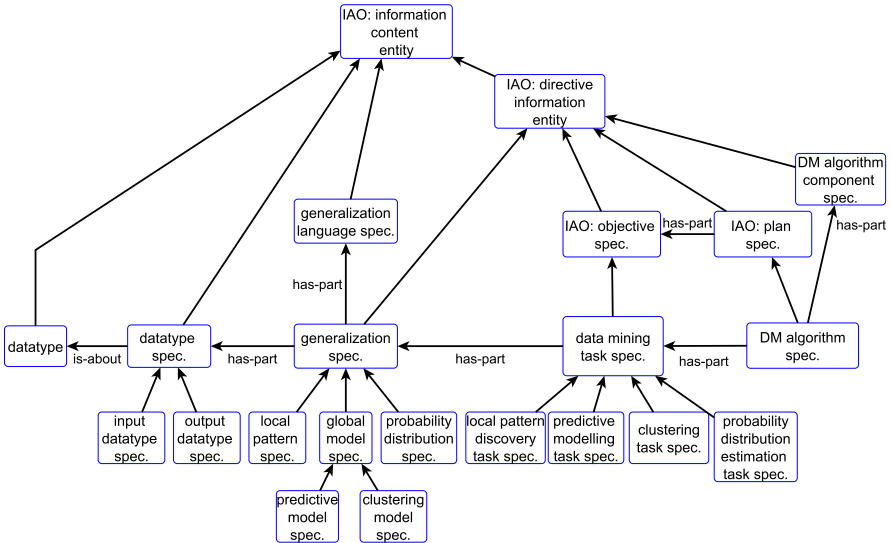 IAO: information
content
entity
IAO: directive
information
entity
DM algorithm
component
spec.
generalization
language spec.
IAO: objective
spec.
has-part
IAO: plan
spec.
has-part
has-part
datatype
is-about
datatype
spec.
has-part
generalization
spec.
has-part
data mining
task spec.
has-part
DM algorithm
spec.
input
datatype
spec.
output
datatype
spec.
local
pattern
spec.
global
model
spec.
probability
distribution
spec.
local pattern
discovery
task spec.
predictive
modelling
task spec.
clustering
task spec.
probability
distribution
estimation
task spec.
predictive
model
spec.
clustering
model
spec.